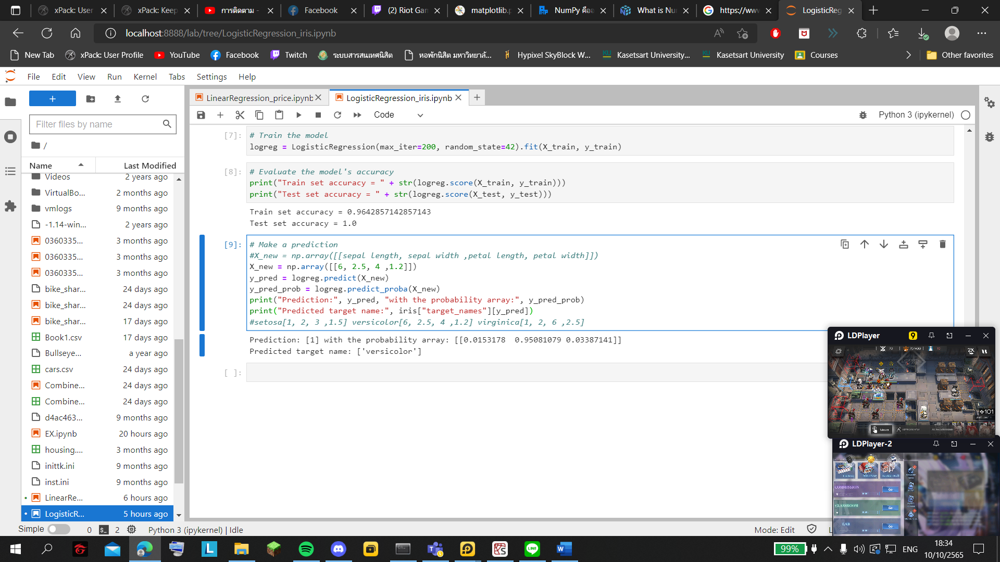 xPack: User
xPack: Keep
การติดตาม -
Facebook
(2) Riot Gan
matplotlib.p
NumPy คืออ
What is Nu
https://www
LogisticReg
localhost:8888/lab/tree/LogisticRegression_iris.ipynb
New Tab
xPack: User Profile
YouTube
Facebook
Twitch
ระบบสารสนเทศนิสิต
หอพักนิสิต มหาวิทยาลั...
Hypixel SkyBlock W...
Kasetsart University...
Kasetsart University
Courses
Other favorites
File Edit View Run Kernel Tabs Settings Help
LinearRegression_price.ipynb
LogisticRegression_iris.ipynb
Code
Python 3 (ipykernel)
Filter files by name
/
Name Last Modified
Videos 2 years ago
VirtualBo... 2 months ago
vmlogs 9 months ago
-1.14-win... 2 years ago
0360335... 3 months ago
0360335... 3 months ago
0360335... 3 months ago
bike_shar... 24 days ago
bike_shar... 24 days ago
bike_shar... 17 days ago
Book1.csv 17 days ago
Bullseye... a year ago
cars.csv 24 days ago
Combine... 24 days ago
Combine... 24 days ago
d4ac463... 9 months ago
EX.ipynb 20 hours ago
housing.... 3 months ago
inittk.ini 9 months ago
inst.ini 9 months ago
LinearRe... 6 hours ago
LogisticR... 5 hours ago
[7]: # Train the model
logreg = LogisticRegression(max_iter=200, random_state=42).fit(X_train, y_train)
[8]: # Evaluate the model's accuracy
print("Train set accuracy = " + str(logreg.score(X_train, y_train)))
print("Test set accuracy = " + str(logreg.score(X_test, y_test)))
Train set accuracy = 0.9642857142857143
Test set accuracy = 1.0
[9]: # Make a prediction
#X_new = np.array([[sepal length, sepal width ,petal length, petal width]])
X_new = np.array([[6, 2.5, 4 ,1.2]])
y_pred = logreg.predict(X_new)
y_pred_prob = logreg.predict_proba(X_new)
print("Prediction:", y_pred, "with the probability array:", y_pred_prob)
print("Predicted target name:", iris["target_names"][y_pred])
#setosa[1, 2, 3 ,1.5] versicolor[6, 2.5, 4 ,1.2] virginica[1, 2, 6 ,2.5]
Prediction: [1] with the probability array: [[0.0153178  0.95081079 0.03387141]]
Predicted target name: ['versicolor']
[ ]:
LDPlayer
9
2X
101
LDPlayer-2
COMMISSION
Go
CLASSROOM
Go
LAB
Go
Simple 0 2 Python 3 (ipykernel) | Idle
Mode: Edit
99%
ENG
18:34
10/10/2565